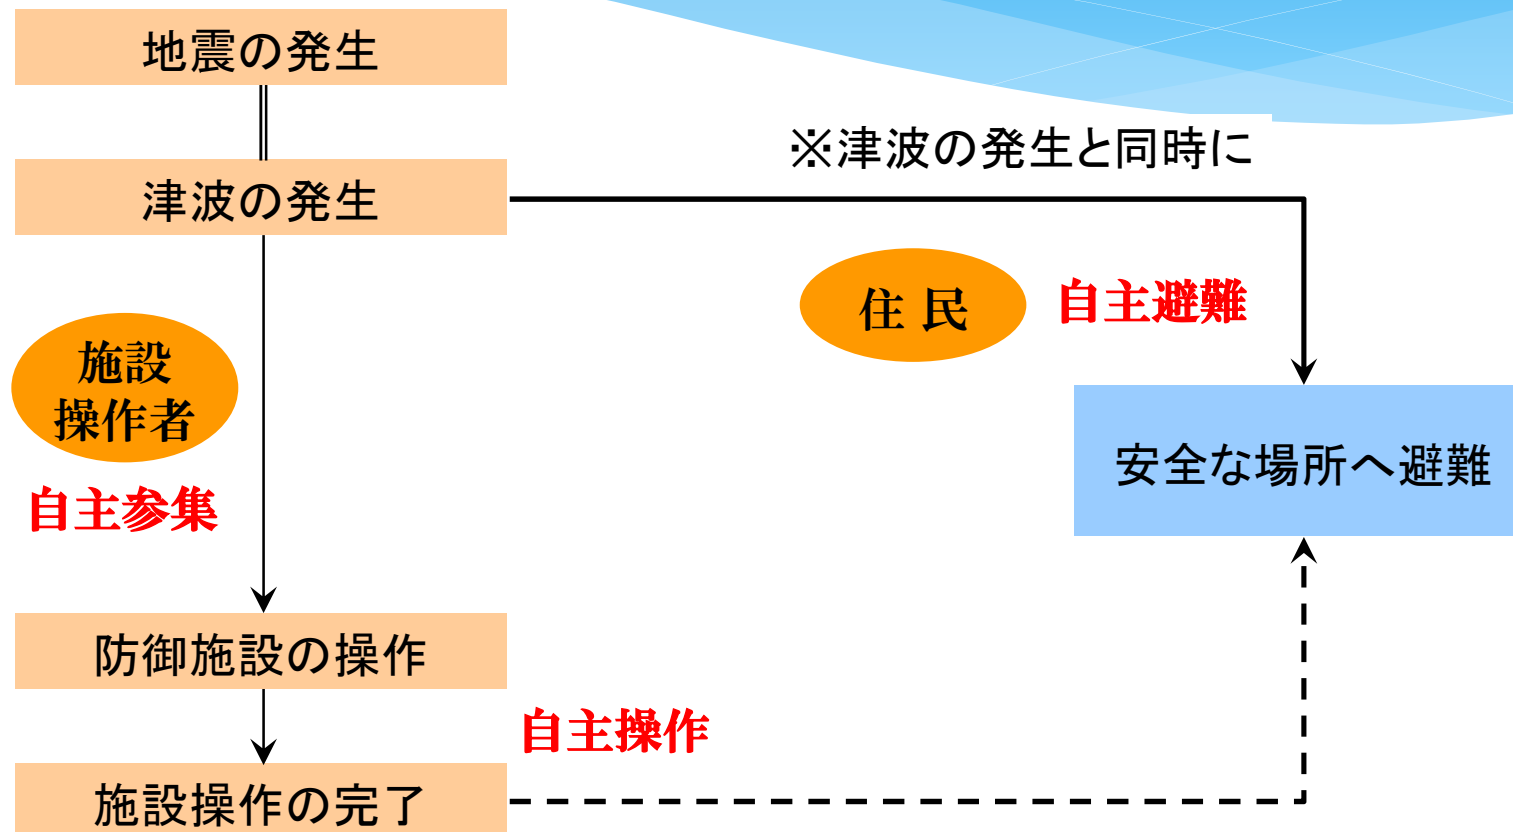 地震の発生
※津波の発生と同時に
津波の発生
住 民
自主避難
施設
操作者
自主参集
安全な場所へ避難
防御施設の操作
自主操作
施設操作の完了